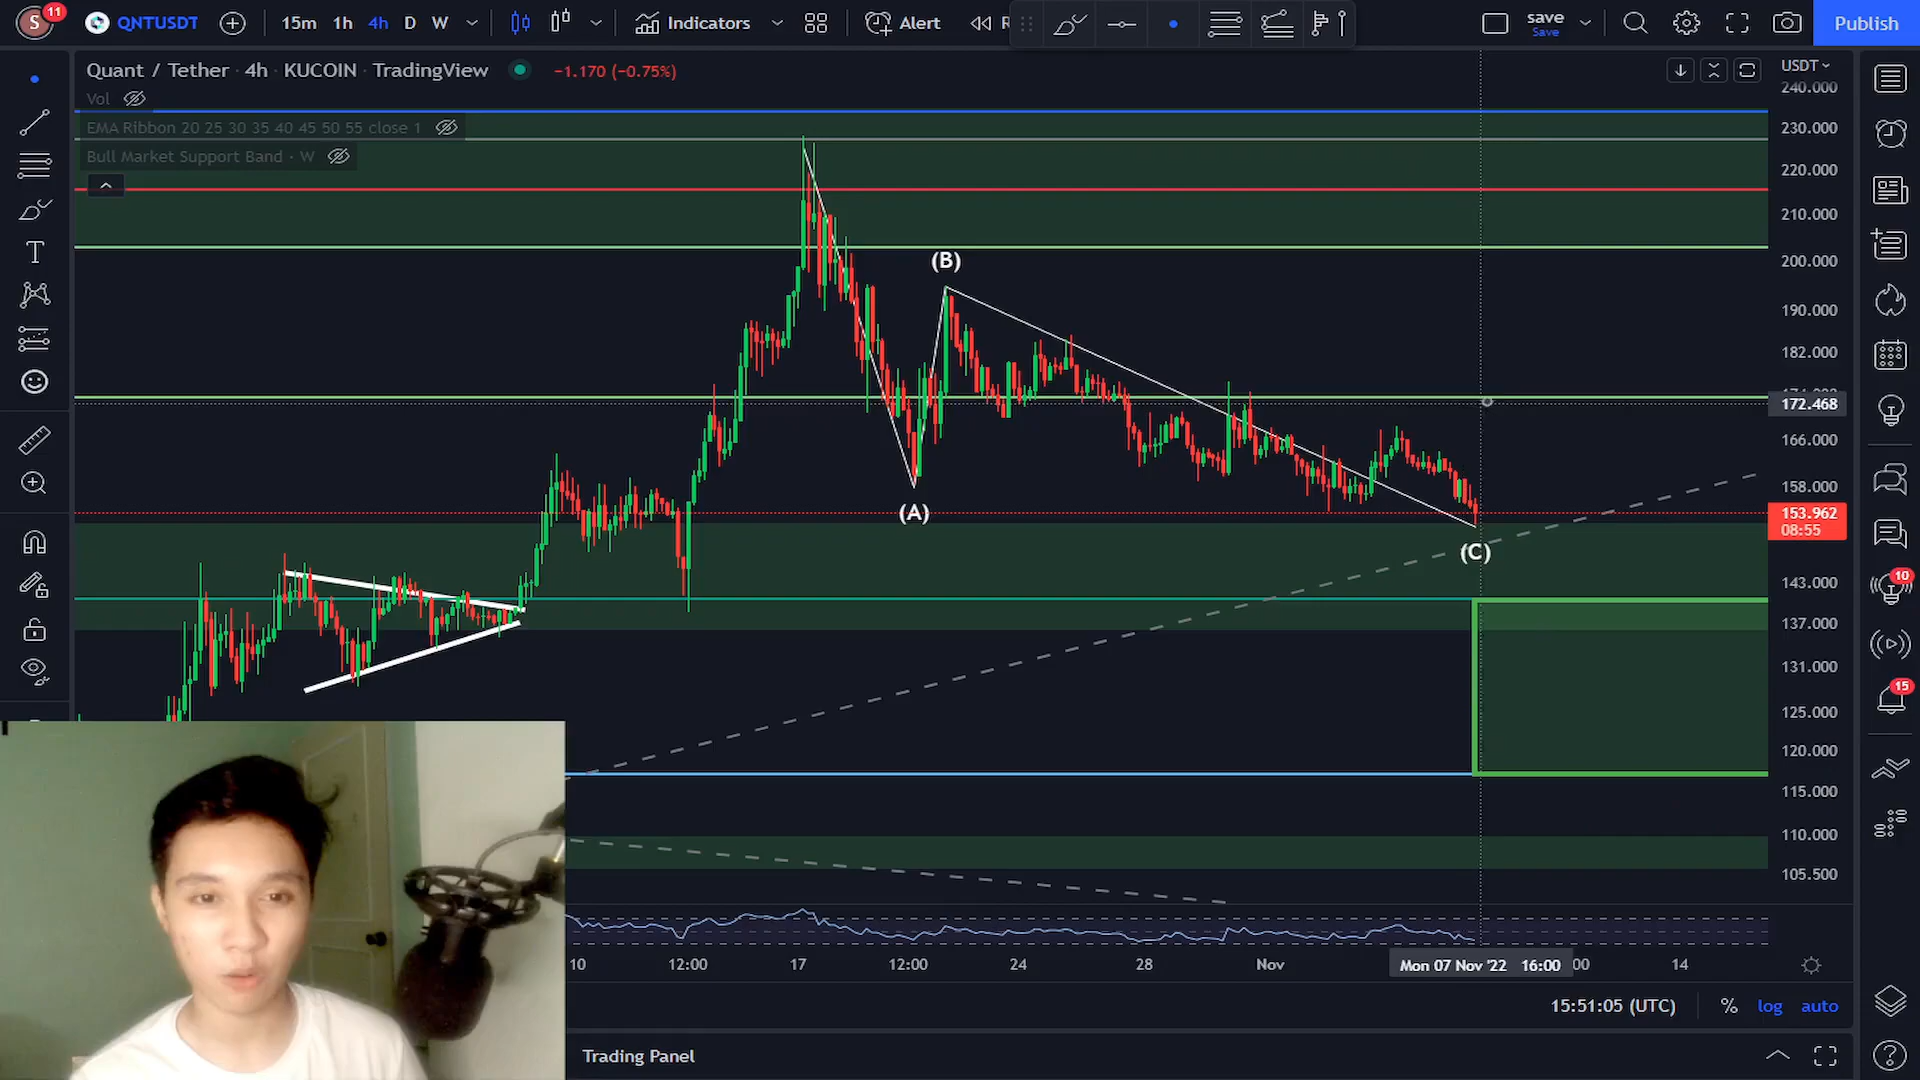 S 11 QNTUSDT 15m 1h 4h D W Indicators Alert save Save Publish
Quant / Tether · 4h · KUCOIN · TradingView −1.170 (−0.75%)
Vol
EMA Ribbon 20 25 30 35 40 45 50 55 close 1
Bull Market Support Band · W
USDT
240.000
230.000
220.000
210.000
200.000
190.000
182.000
172.468
166.000
158.000
153.962
08:55
143.000
137.000
131.000
125.000
120.000
115.000
110.000
105.500
(B)
(A)
(C)
T
10
15
10 12:00 17 12:00 24 28 Nov Mon 07 Nov '22 16:00 14
15:51:05 (UTC) % log auto
Trading Panel